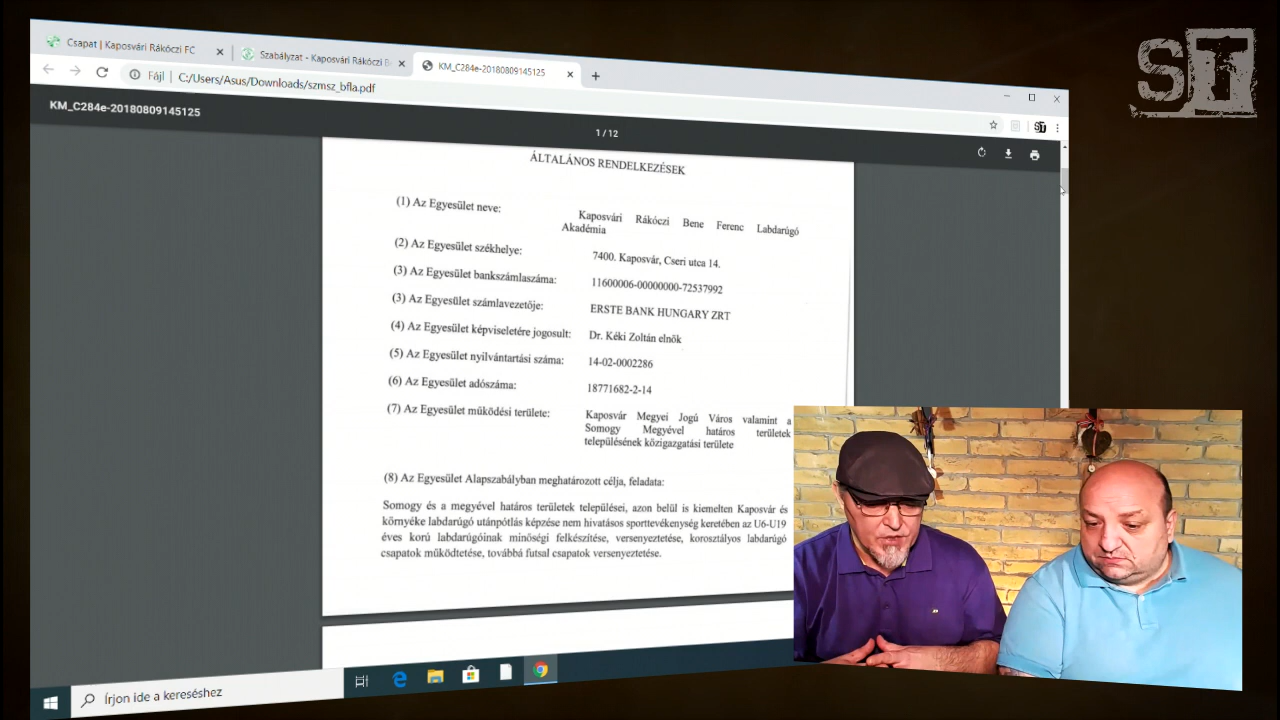 Csapat | Kaposvári Rákóczi FC
Szabályzat - Kaposvári Rákóczi B
KM_C284e-20180809145125
Fájl | C:/Users/Asus/Downloads/szmsz_bfla.pdf
KM_C284e-20180809145125
1 / 12
ST
ST
ÁLTALÁNOS RENDELKEZÉSEK
(1) Az Egyesület neve:
Kaposvári Rákóczi Bene Ferenc Labdarúgó
Akadémia
(2) Az Egyesület székhelye:
7400. Kaposvár, Cseri utca 14.
(3) Az Egyesület bankszámlaszáma:
11600006-00000000-72537992
(3) Az Egyesület számlavezetője:
ERSTE BANK HUNGARY ZRT
(4) Az Egyesület képviseletére jogosult:
Dr. Kéki Zoltán elnök
(5) Az Egyesület nyilvántartási száma:
14-02-0002286
(6) Az Egyesület adószáma:
18771682-2-14
(7) Az Egyesület működési területe:
Kaposvár Megyei Jogú Város valamint a
Somogy Megyével határos területek
településének közigazgatási területe
(8) Az Egyesület Alapszabályban meghatározott célja, feladata:
Somogy és a megyével határos területek települései, azon belül is kiemelten Kaposvár és
környéke labdarúgó utánpótlás képzése nem hivatásos sporttevékenység keretében az U6-U19
éves korú labdarúgóinak minőségi felkészítése, versenyeztetése, korosztályos labdarúgó
csapatok működtetése, továbbá futsal csapatok versenyeztetése.
Írjon ide a kereséshez